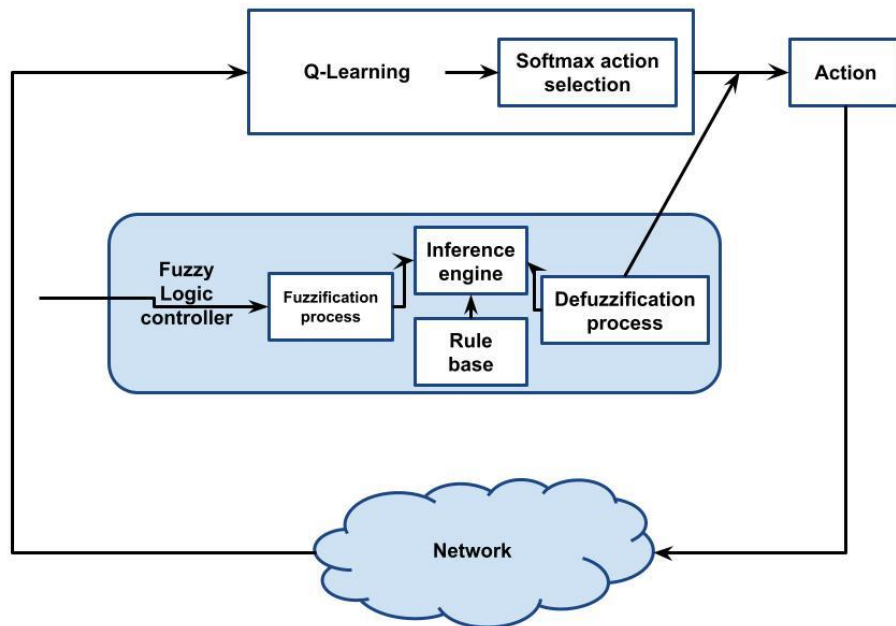 Q-Learning
Softmax action
selection
Action
Fuzzy
Logic
controller
Fuzzification
process
Inference
engine
Rule
base
Defuzzification
process
Network